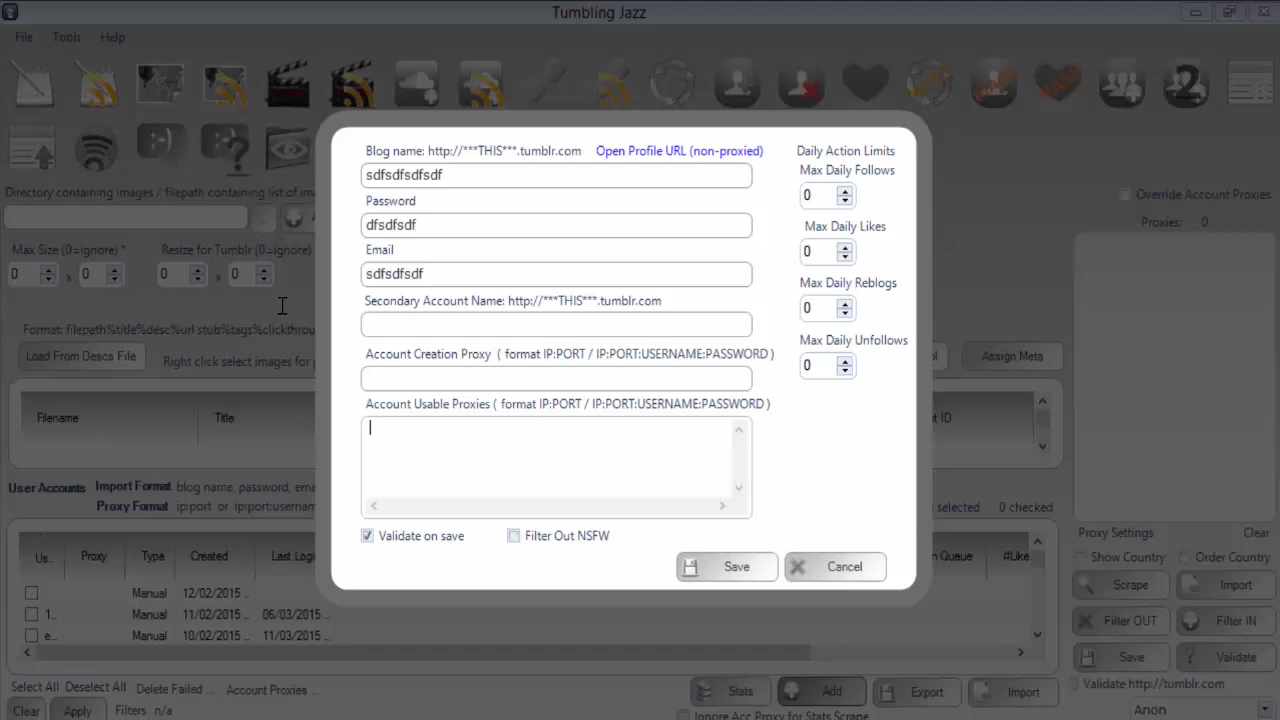 Tumbling Jazz
File Tools Help
Directory containing images / filepath containing list of ima
Override Account Proxies
Proxies: 0
Max Size (0=ignore) * Resize for Tumblr (0=ignore)
0 x 0 0 x 0
Format: filepath%title%desc%url stub%tags%clickthrou
Load From Descs File Right click select images for
Assign Meta
Filename Title
ID
User Accounts Import Format blog name, password, ema
Proxy Format ip:port or ip:port:usernam
selected 0 checked
Us.. Proxy Type Created Last Logi
n Queue #Like
Manual 12/02/2015 ..
1.. Manual 11/02/2015 .. 06/03/2015 ...
e.. Manual 10/02/2015 .. 11/03/2015 ...
Select All Deselect All Delete Failed ... Account Proxies ...
Clear Apply Filters n/a
Stats Add Export Import
Ignore Acc Proxy for Stats Scrape
Proxy Settings Clear
Show Country Order Country
Scrape Import
Filter OUT Filter IN
Save Validate
Validate http://tumblr.com
Anon
Blog name: http://***THIS***.tumblr.com Open Profile URL (non-proxied)
sdfsdfsdfsdf
Password
dfsdfsdf
Email
sdfsdfsdf
Secondary Account Name: http://***THIS***.tumblr.com
Account Creation Proxy ( format IP:PORT / IP:PORT:USERNAME:PASSWORD )
Account Usable Proxies ( format IP:PORT / IP:PORT:USERNAME:PASSWORD )
Validate on save Filter Out NSFW
Save Cancel
Daily Action Limits
Max Daily Follows
0
Max Daily Likes
0
Max Daily Reblogs
0
Max Daily Unfollows
0